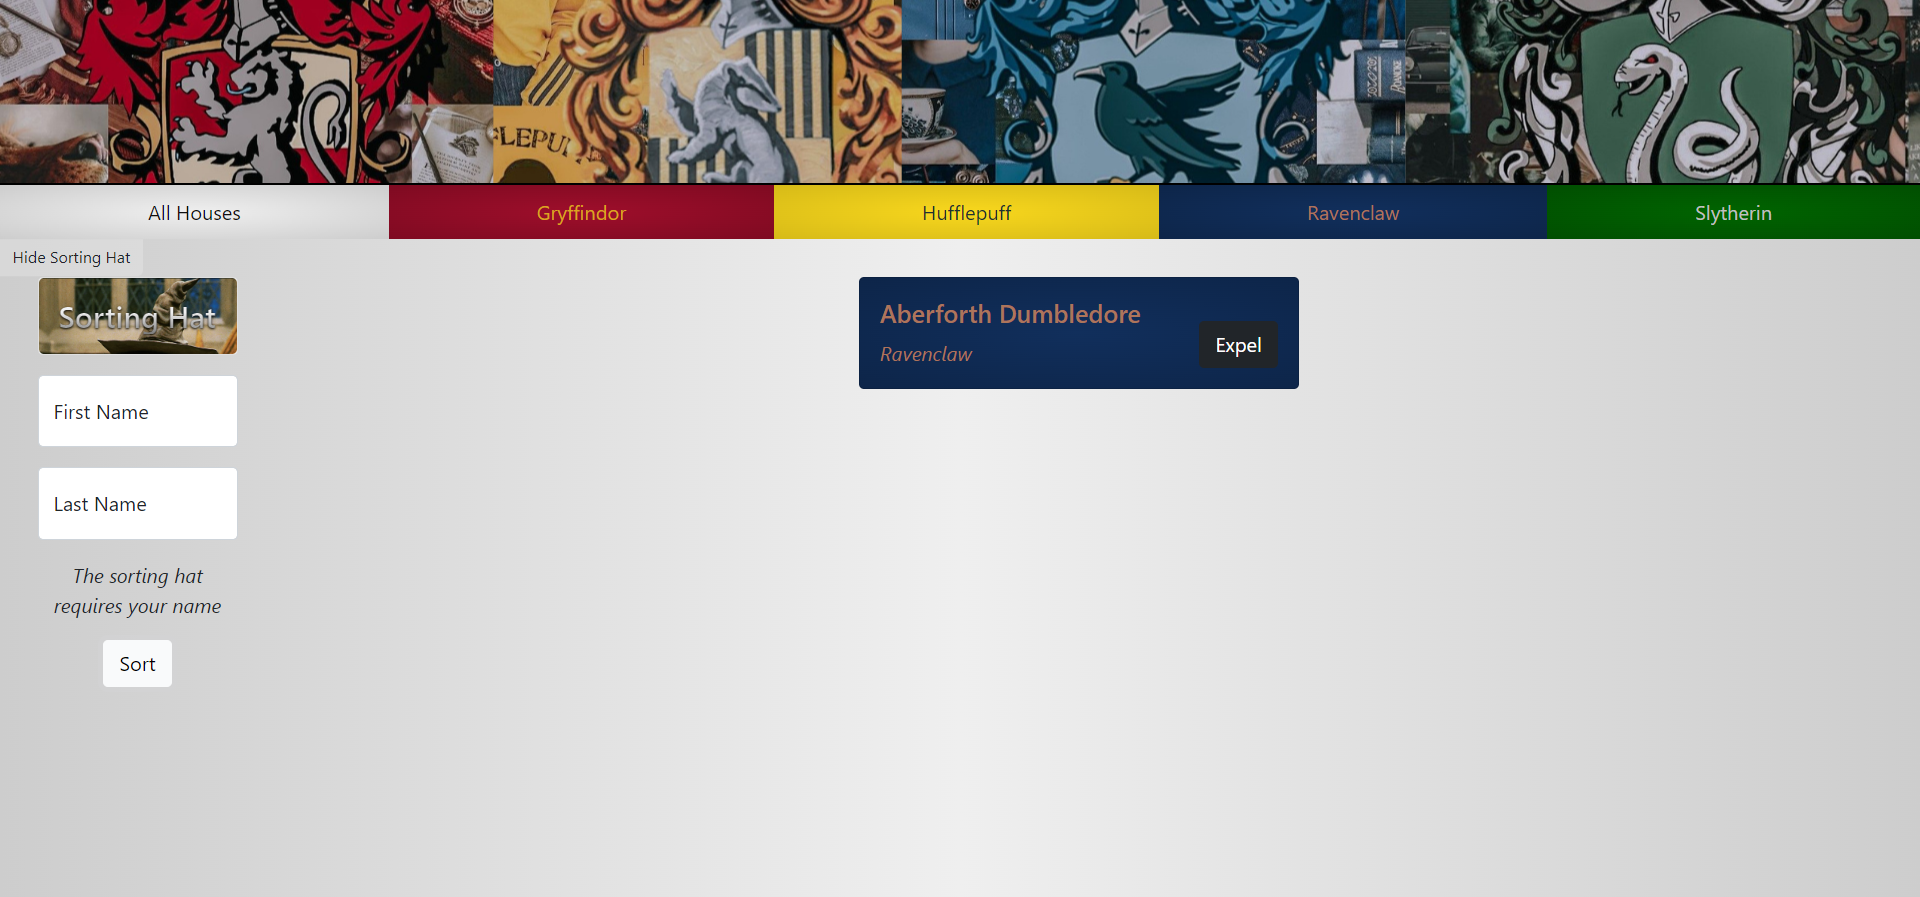 All Houses
Gryffindor
Hufflepuff
Ravenclaw
Slytherin
Hide Sorting Hat
Sorting Hat
First Name
Last Name
The sorting hat
requires your name
Sort
Aberforth Dumbledore
Ravenclaw
Expel